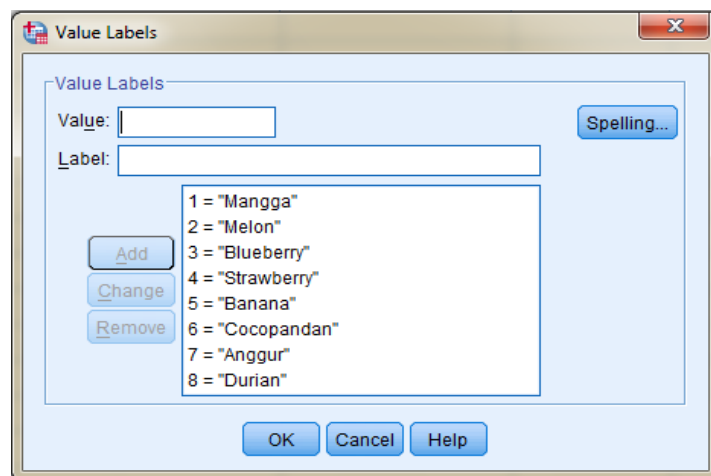 Value Labels
Value Labels
Value:
Spelling...
Label:
1 = "Mangga"
2 = "Melon"
3 = "Blueberry"
4 = "Strawberry"
5 = "Banana"
6 = "Cocopandan"
7 = "Anggur"
8 = "Durian"
Add
Change
Remove
OK Cancel Help